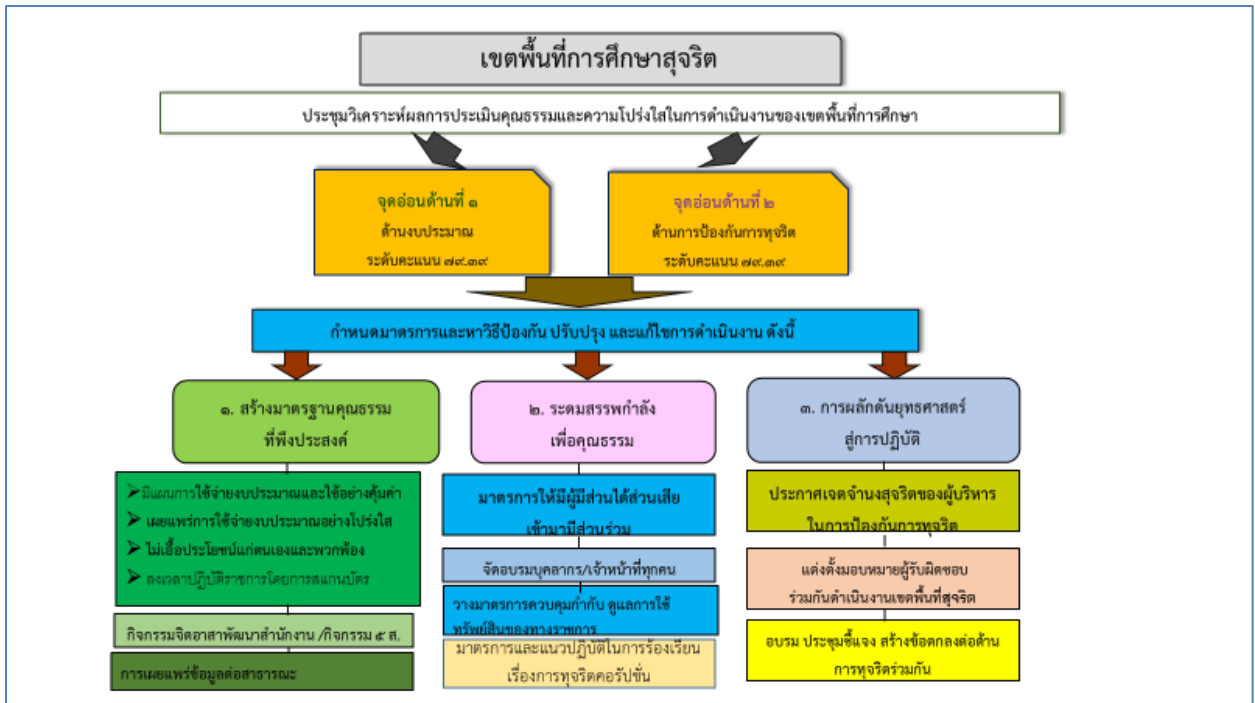 เขตพื้นที่การศึกษาสุจริต
ประชุมวิเคราะห์ผลการประเมินคุณธรรมและความโปร่งใสในการดำเนินงานของเขตพื้นที่การศึกษา
จุดอ่อนด้านที่ ๑
ด้านงบประมาณ
ระดับคะแนน ๗๙.๓๙
จุดอ่อนด้านที่ ๒
ด้านการป้องกันการทุจริต
ระดับคะแนน ๗๙.๓๙
กำหนดมาตรการและหาวิธีป้องกัน ปรับปรุง และแก้ไขการดำเนินงาน ดังนี้
๑. สร้างมาตรฐานคุณธรรม
ที่พึงประสงค์
➢ มีแผนการใช้จ่ายงบประมาณและใช้อย่างคุ้มค่า
➢ เผยแพร่การใช้จ่ายงบประมาณอย่างโปร่งใส
➢ ไม่เอื้อประโยชน์แก่ตนเองและพวกพ้อง
➢ ลงเวลาปฏิบัติราชการโดยการสแกนบัตร
กิจกรรมจิตอาสาพัฒนาสำนักงาน /กิจกรรม ๕ ส.
การเผยแพร่ข้อมูลต่อสาธารณะ
๒. ระดมสรรพกำลัง
เพื่อคุณธรรม
มาตรการให้มีผู้มีส่วนได้ส่วนเสีย
เข้ามามีส่วนร่วม
จัดอบรมบุคลากร/เจ้าหน้าที่ทุกคน
วางมาตรการควบคุมกำกับ ดูแลการใช้
ทรัพย์สินของทางราชการ
มาตรการและแนวปฏิบัติในการร้องเรียน
เรื่องการทุจริตคอรัปชั่น
๓. การผลักดันยุทธศาสตร์
สู่การปฏิบัติ
ประกาศเจตจำนงสุจริตของผู้บริหาร
ในการป้องกันการทุจริต
แต่งตั้งมอบหมายผู้รับผิดชอบ
ร่วมกันดำเนินงานเขตพื้นที่สุจริต
อบรม ประชุมชี้แจง สร้างข้อตกลงต่อต้าน
การทุจริตร่วมกัน